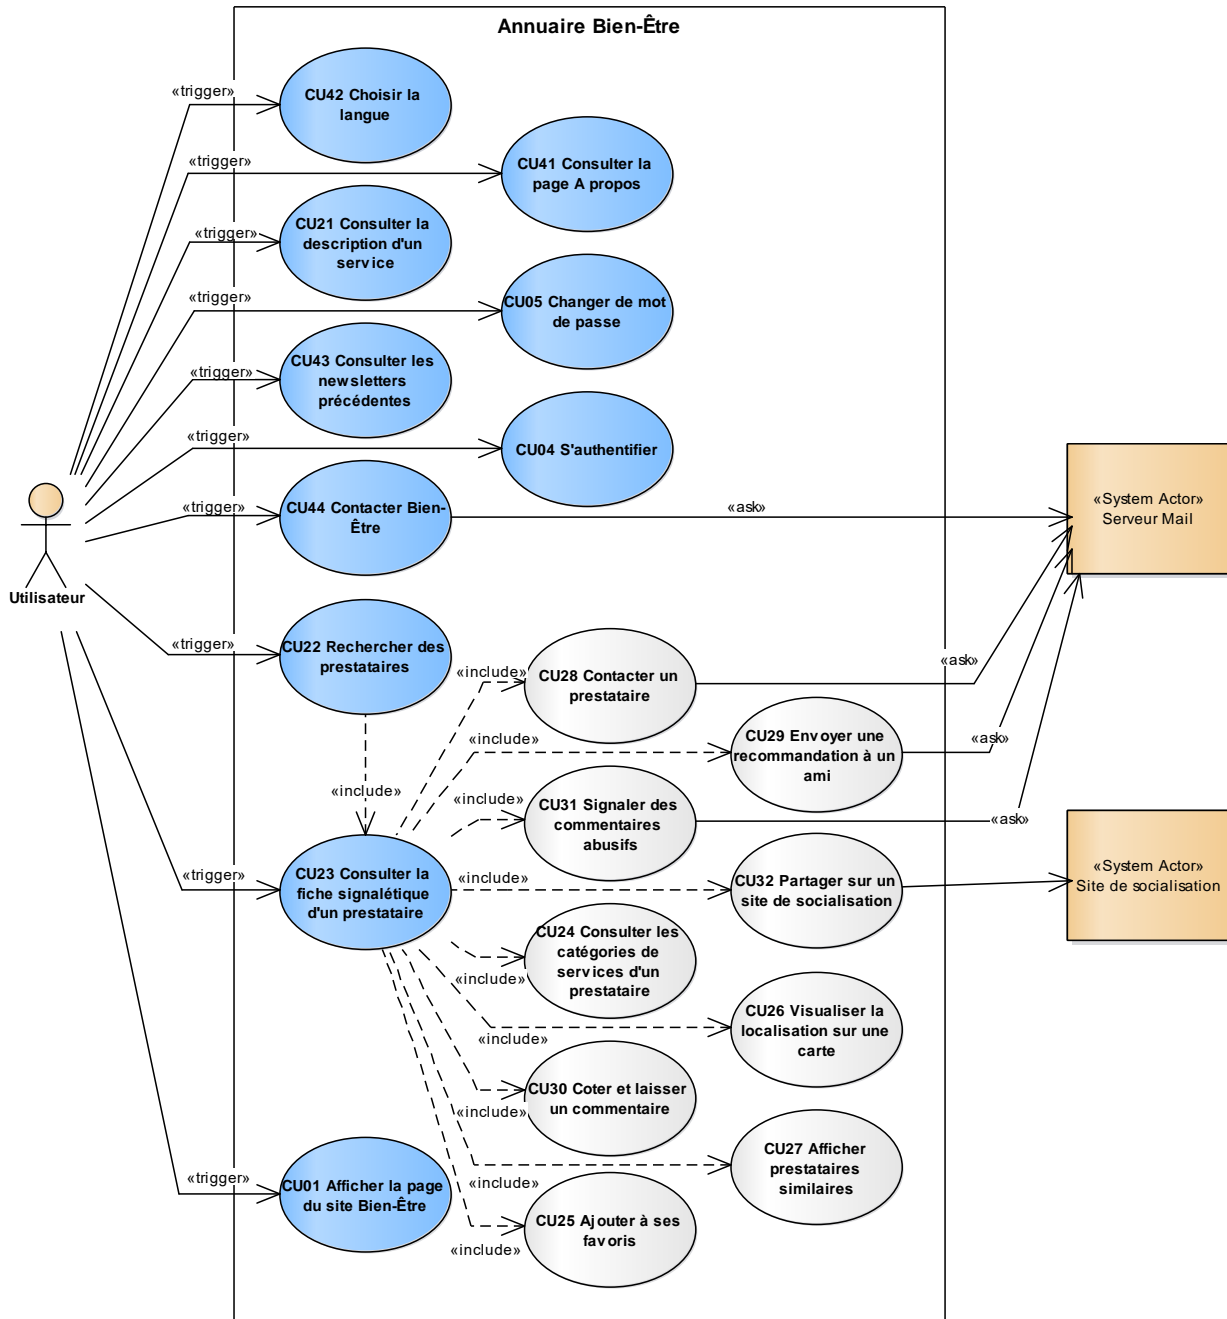 Annuaire Bien-Être
«trigger»
CU42 Choisir la
langue
«trigger»
CU41 Consulter la
page A propos
«trigger»
CU21 Consulter la
description d'un
service
«trigger»
CU05 Changer de mot
de passe
«trigger»
CU43 Consulter les
newsletters
précédentes
«trigger»
CU04 S'authentifier
«trigger»
CU44 Contacter Bien-
Être
«ask»
«System Actor»
Serveur Mail
Utilisateur
«trigger»
CU22 Rechercher des
prestataires
«include»
CU28 Contacter un
prestataire
«ask»
«include»
CU29 Envoyer une
recommandation à un
ami
«ask»
«include»
«include»
CU31 Signaler des
commentaires
abusifs
«ask»
«trigger»
CU23 Consulter la
fiche signalétique
d'un prestataire
«include»
CU32 Partager sur un
site de socialisation
«System Actor»
Site de socialisation
«include»
CU24 Consulter les
catégories de
services d'un
prestataire
«include»
CU26 Visualiser la
localisation sur une
carte
«include»
CU30 Coter et laisser
un commentaire
«include»
CU27 Afficher
prestataires
similaires
«trigger»
CU01 Afficher la page
du site Bien-Être
«include»
CU25 Ajouter à ses
favoris